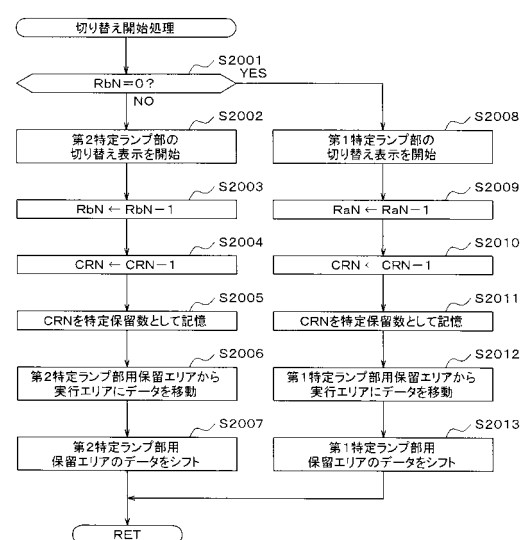 切り替え開始処理
S2001
RbN=0?
YES
NO
S2002
第2特定ランプ部の
切り替え表示を開始
S2003
RbN ← RbN−1
S2004
CRN ← CRN−1
S2005
CRNを特定保留数として記憶
S2006
第2特定ランプ部用保留エリアから
実行エリアにデータを移動
S2007
第2特定ランプ部用
保留エリアのデータをシフト
S2008
第1特定ランプ部の
切り替え表示を開始
S2009
RaN ← RaN−1
S2010
CRN ← CRN−1
S2011
CRNを特定保留数として記憶
S2012
第1特定ランプ部用保留エリアから
実行エリアにデータを移動
S2013
第1特定ランプ部用
保留エリアのデータをシフト
RET